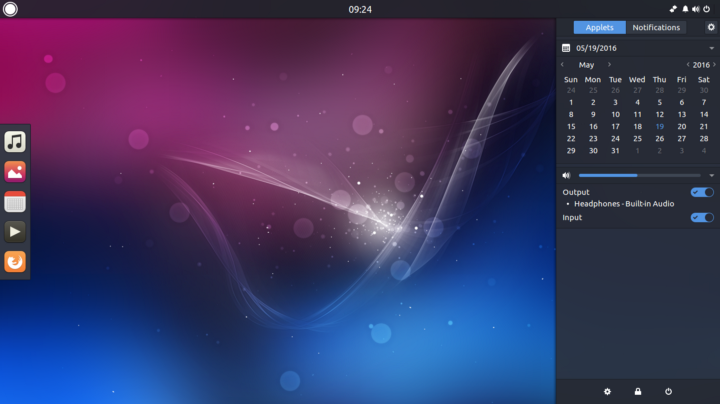 09:24
Applets Notifications
05/19/2016
May 2016
Sun Mon Tue Wed Thu Fri Sat
24 25 26 27 28 29 30
1 2 3 4 5 6 7
8 9 10 11 12 13 14
15 16 17 18 19 20 21
22 23 24 25 26 27 28
29 30 31 1 2 3 4
Output
• Headphones - Built-in Audio
Input